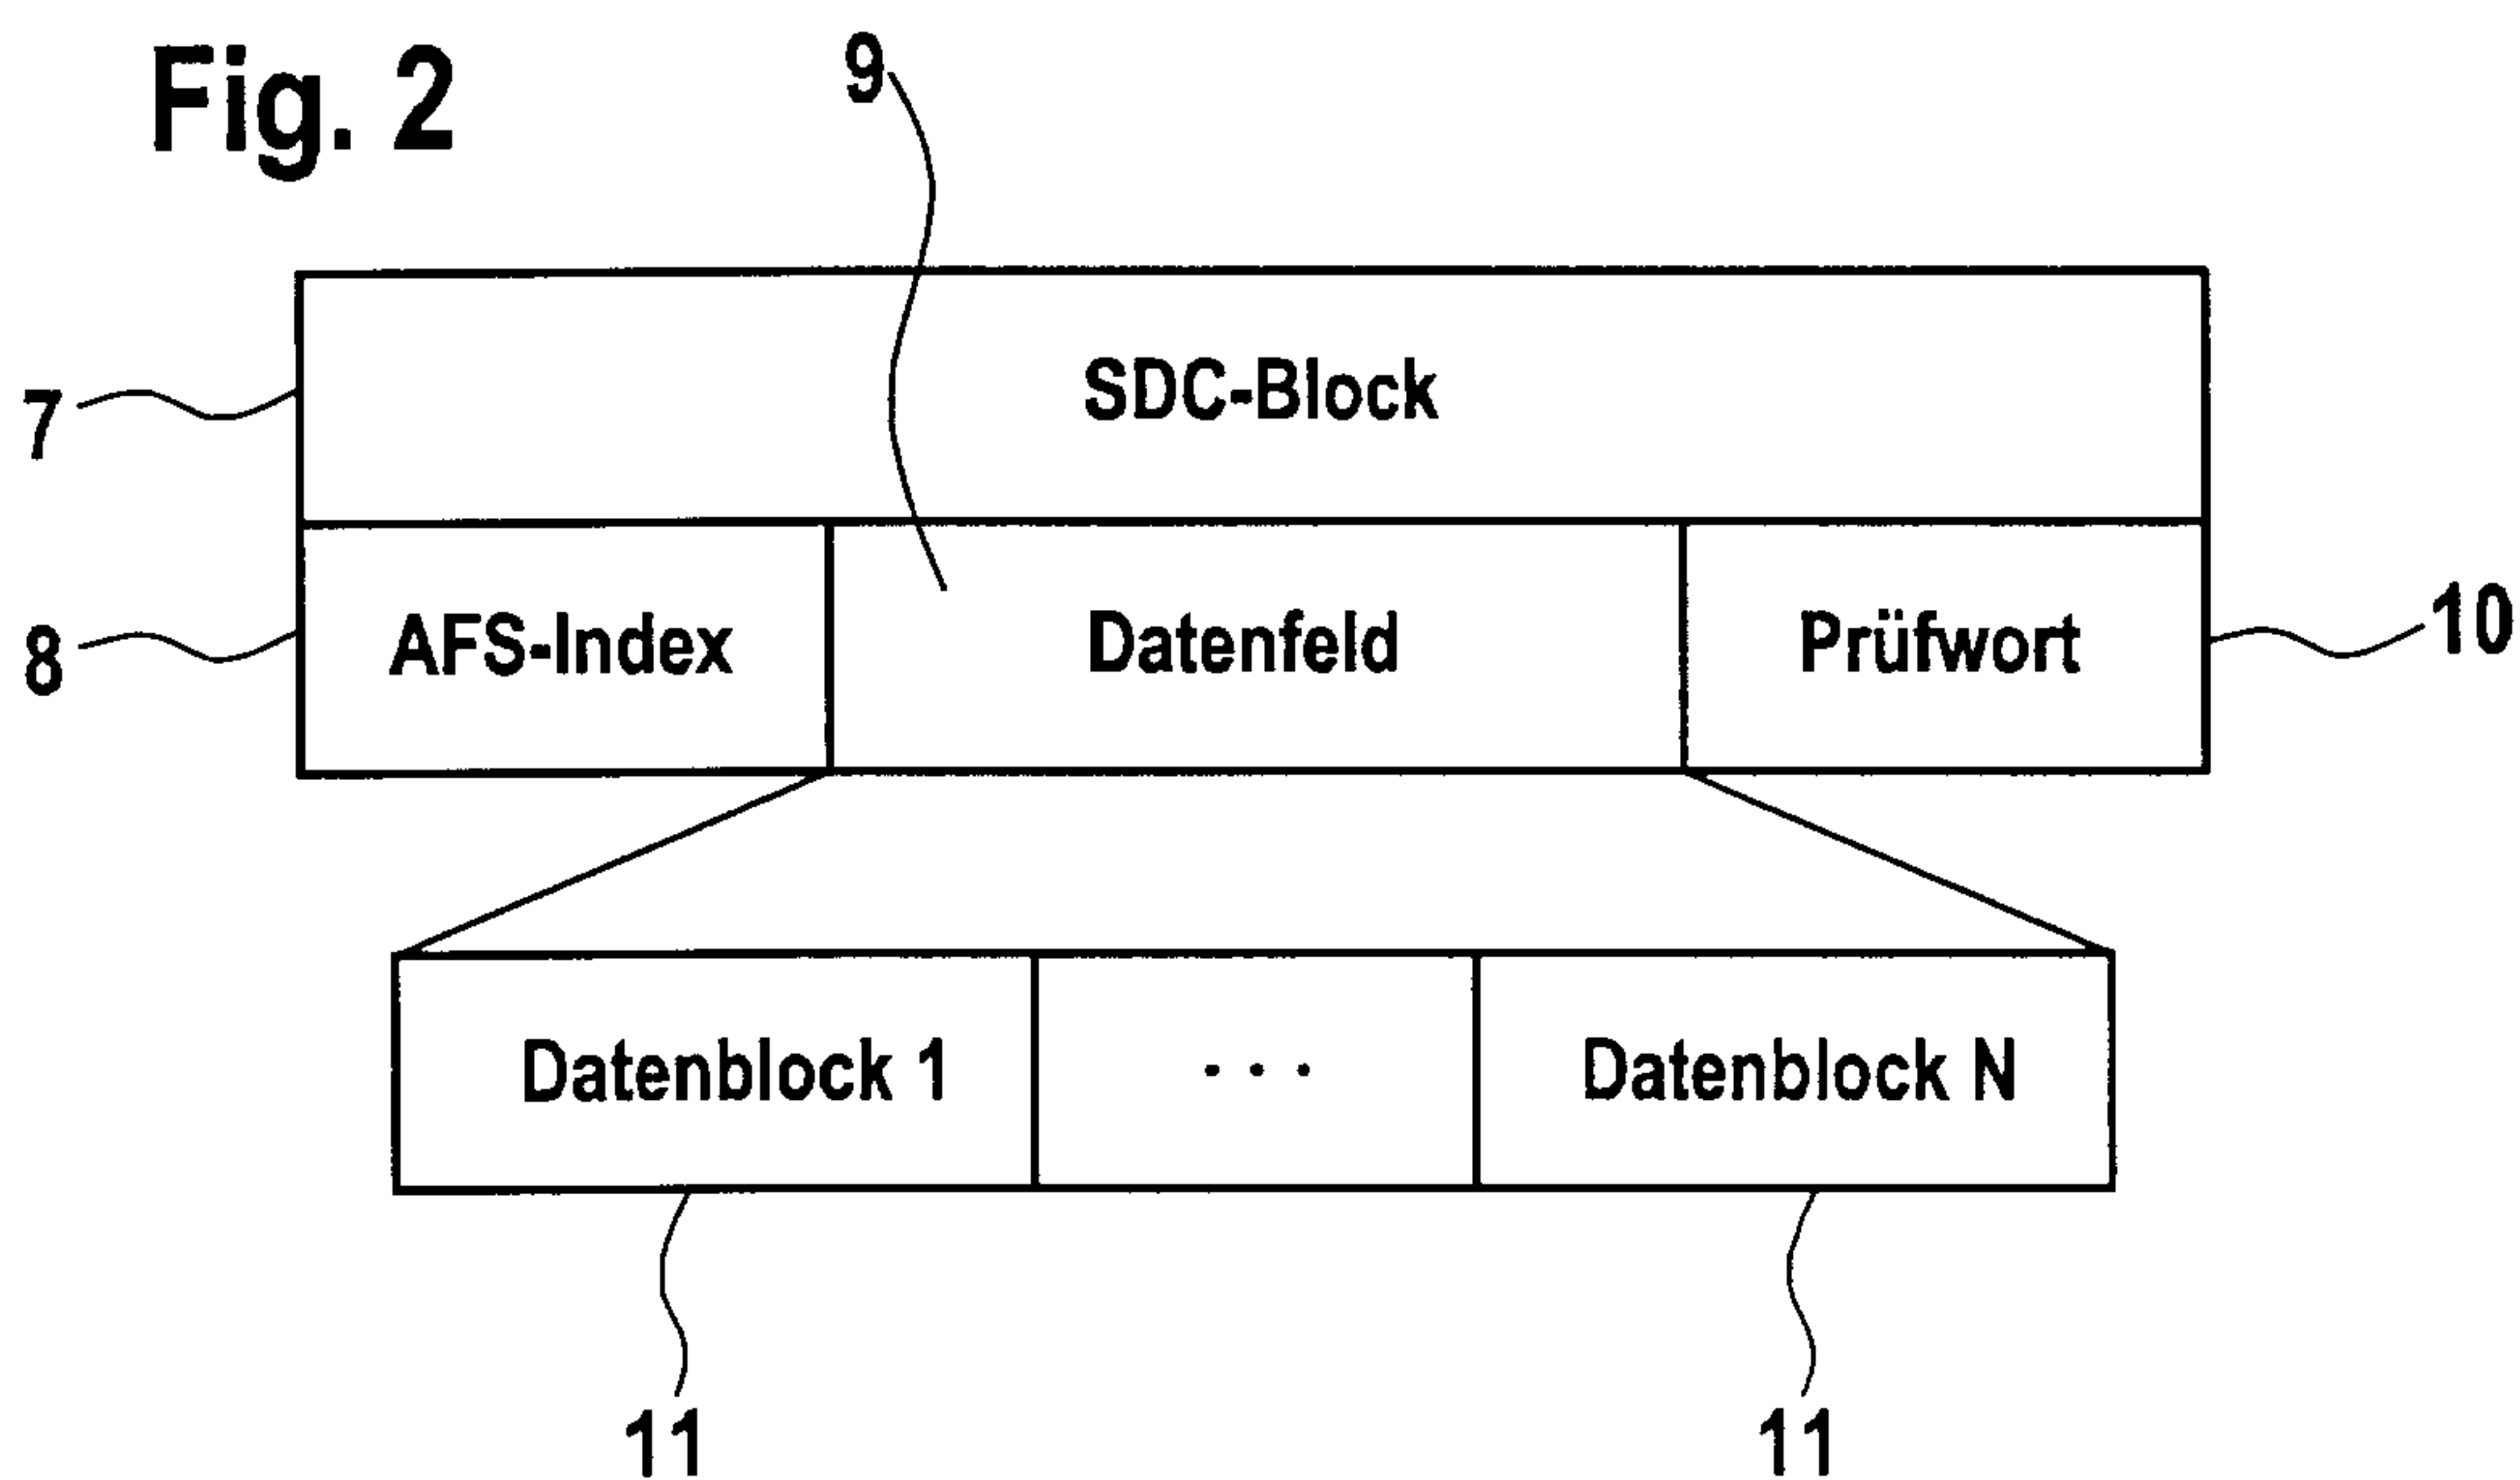 Fig. 2
9
SDC-Block
7
AFS-Index Datenfeld Prüfwort
8
10
Datenblock 1 ... Datenblock N
11
11